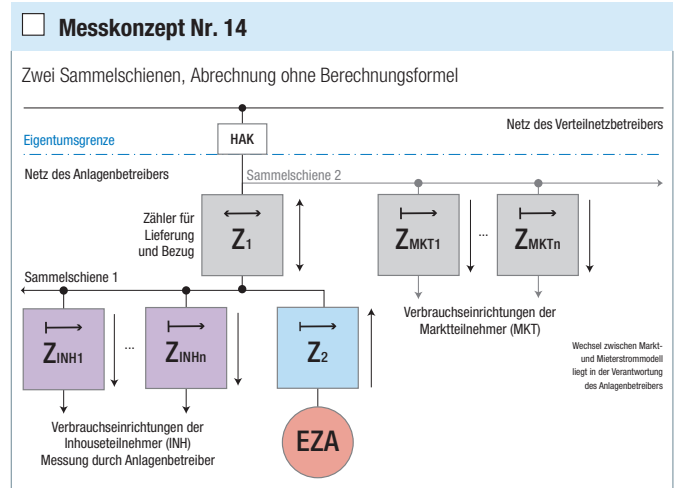 Messkonzept Nr. 14
Zwei Sammelschienen, Abrechnung ohne Berechnungsformel
Netz des Verteilnetzbetreibers
HAK
Eigentumsgrenze
Netz des Anlagenbetreibers
Sammelschiene 2
Zähler für
Lieferung
und Bezug
Z1
ZMKT1
...
ZMKTn
Sammelschiene 1
Verbrauchseinrichtungen der
Marktteilnehmer (MKT)
ZINH1
...
ZINHn
Z2
Wechsel zwischen Markt-
und Mieterstrommodell
liegt in der Verantwortung
des Anlagenbetreibers
Verbrauchseinrichtungen der
Inhouseteilnehmer (INH)
Messung durch Anlagenbetreiber
EZA